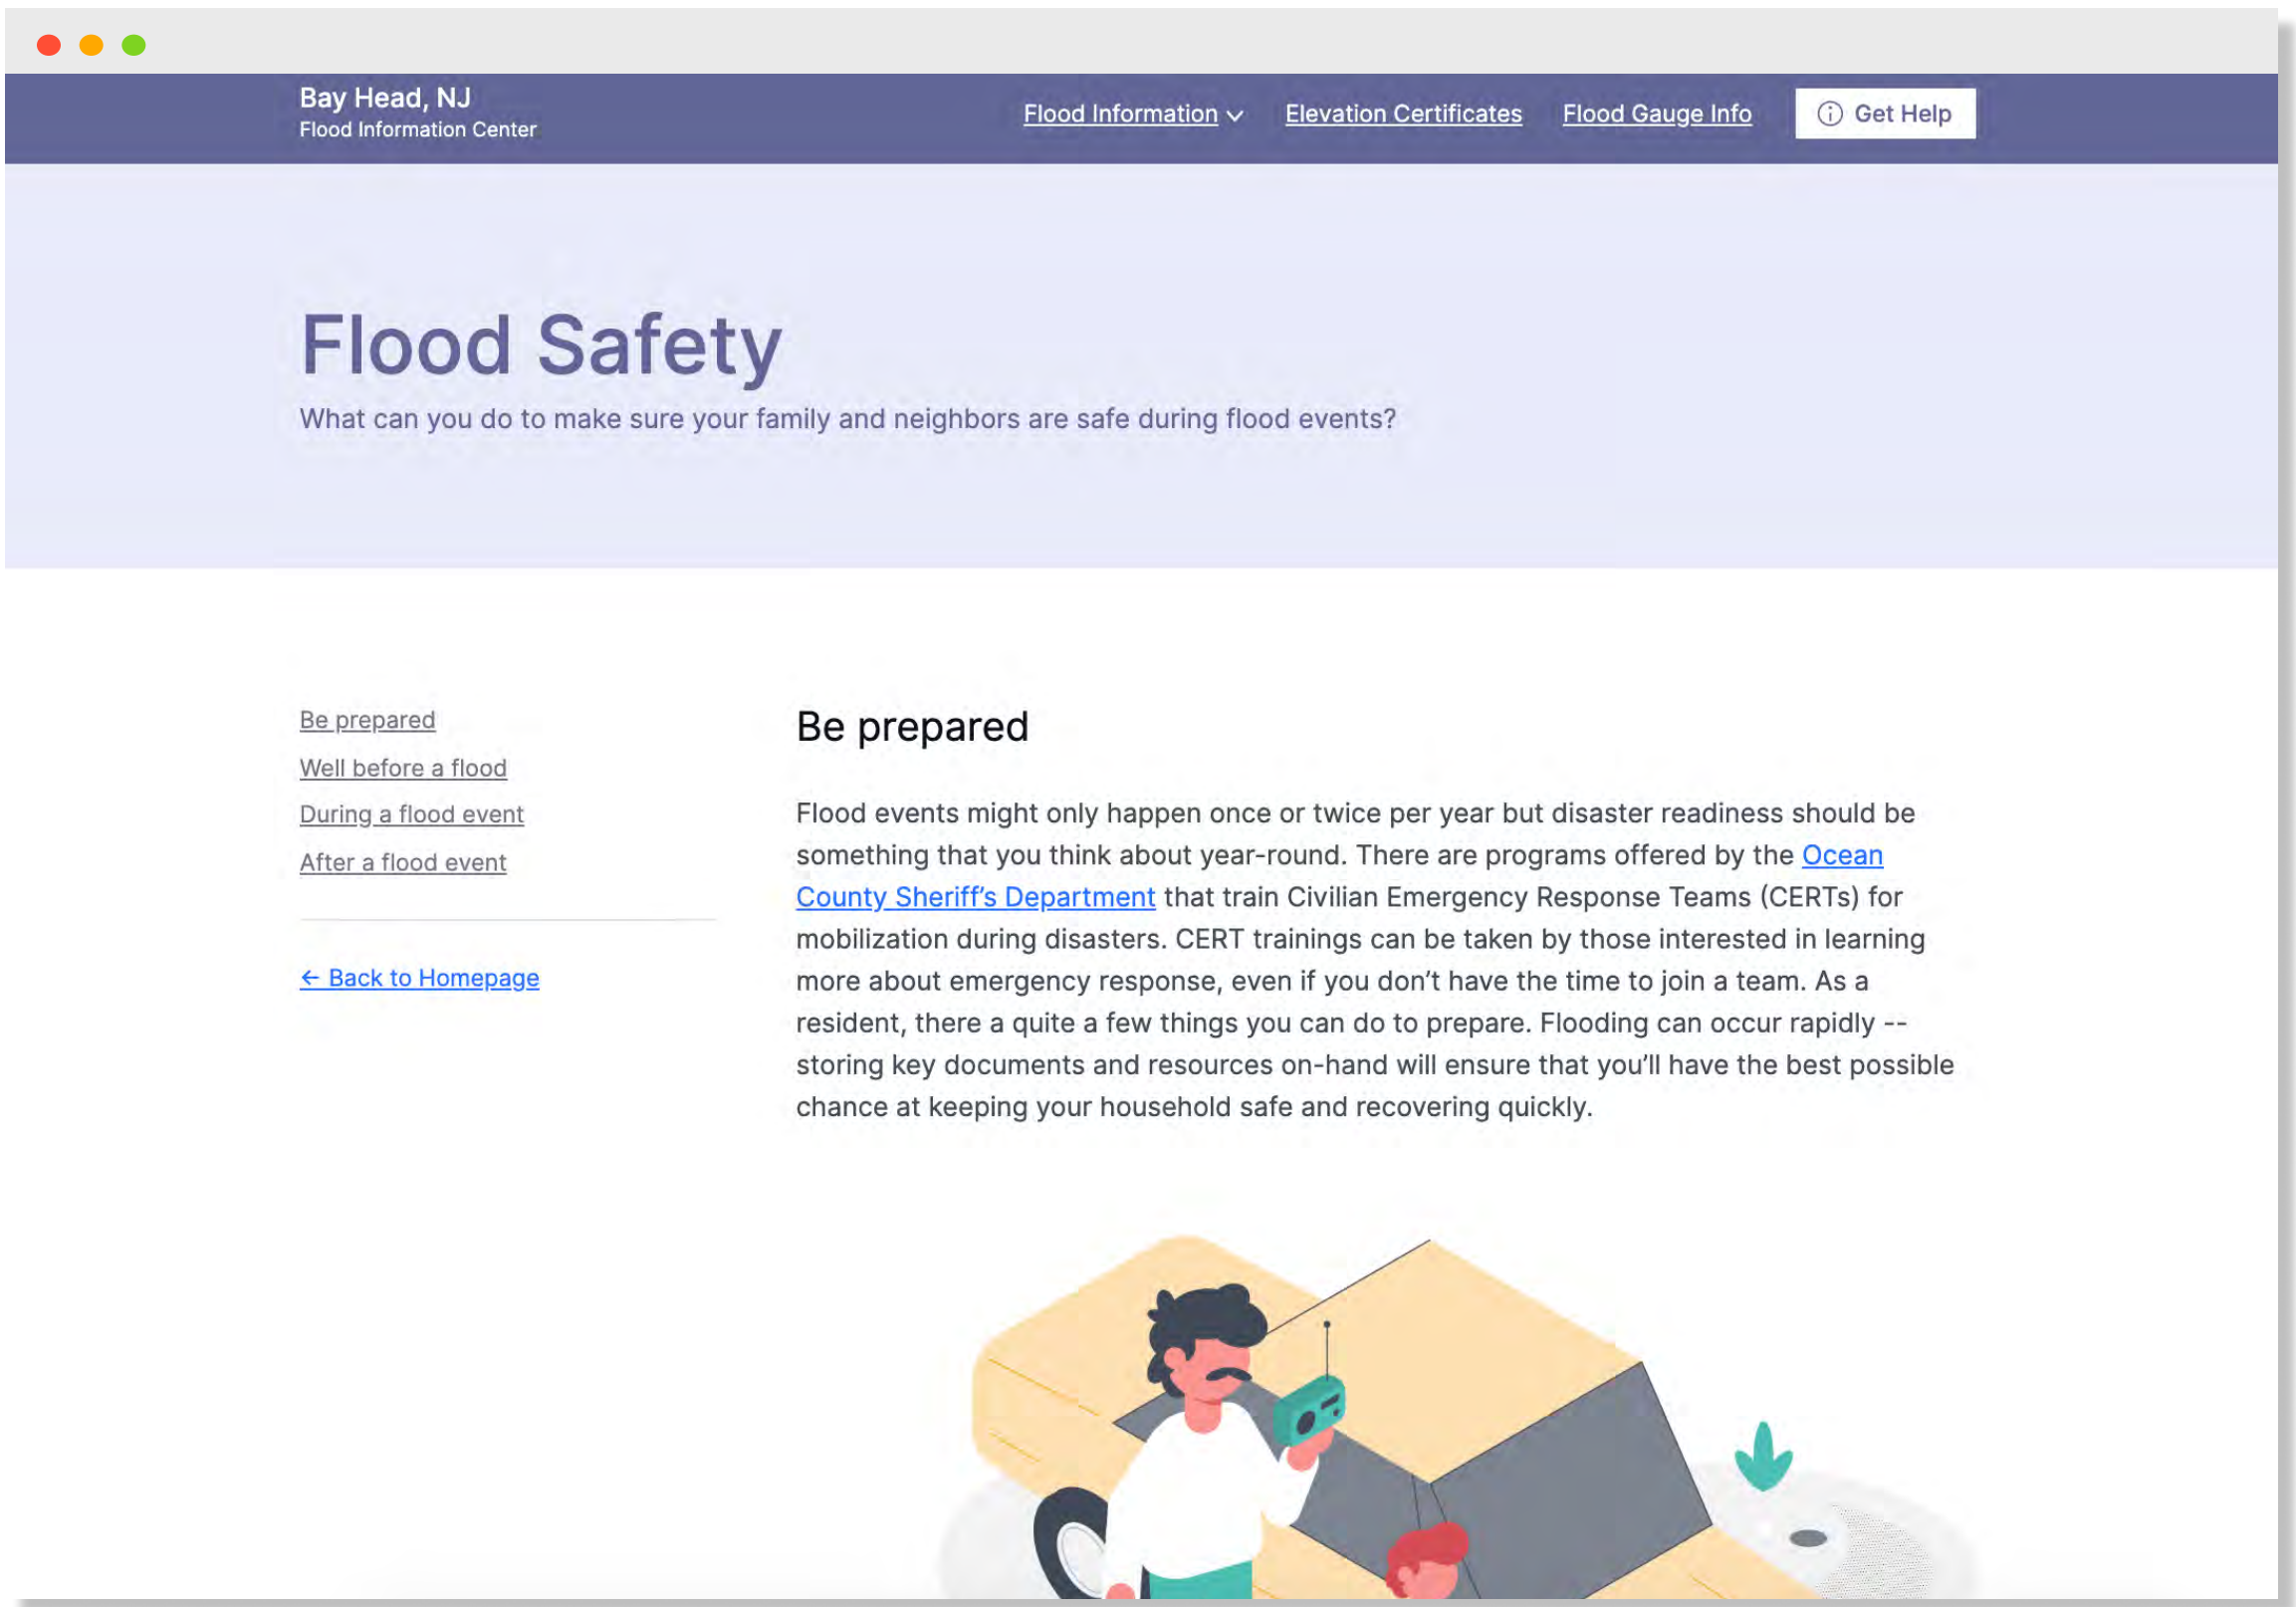 Bay Head, NJ
Flood Information Center
Flood Information
Elevation Certificates
Flood Gauge Info
Get Help
Flood Safety
What can you do to make sure your family and neighbors are safe during flood events?
Be prepared
Well before a flood
During a flood event
After a flood event
← Back to Homepage
Be prepared
Flood events might only happen once or twice per year but disaster readiness should be
something that you think about year-round. There are programs offered by the Ocean
County Sheriff’s Department that train Civilian Emergency Response Teams (CERTs) for
mobilization during disasters. CERT trainings can be taken by those interested in learning
more about emergency response, even if you don’t have the time to join a team. As a
resident, there a quite a few things you can do to prepare. Flooding can occur rapidly --
storing key documents and resources on-hand will ensure that you’ll have the best possible
chance at keeping your household safe and recovering quickly.